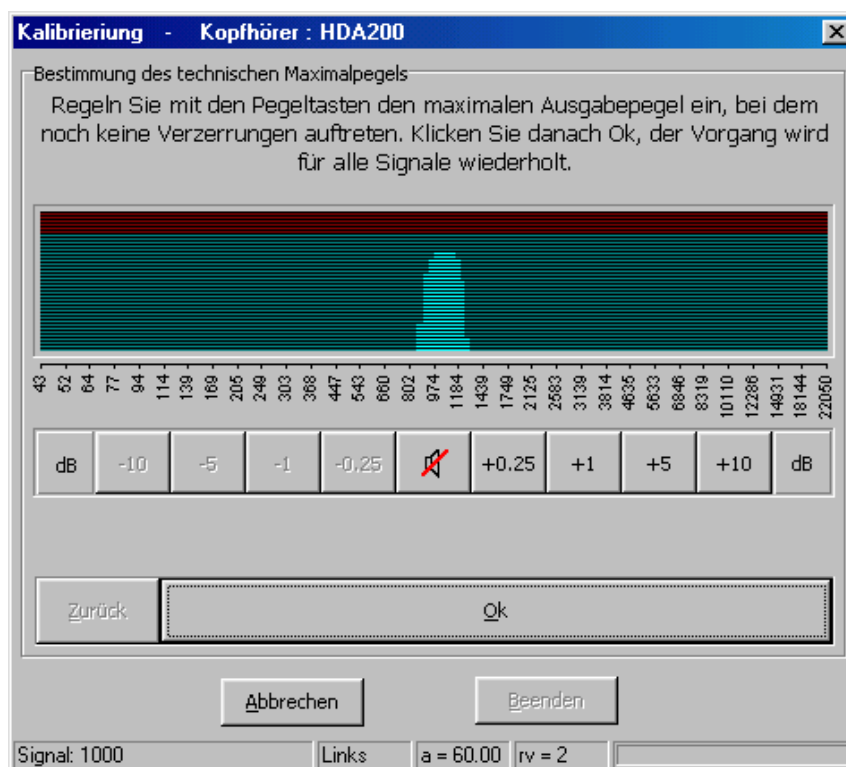 Kalibrieriung - Kopfhörer : HDA200
Bestimmung des technischen Maximalpegels
Regeln Sie mit den Pegeltasten den maximalen Ausgabepegel ein, bei dem
noch keine Verzerrungen auftreten. Klicken Sie danach Ok, der Vorgang wird
für alle Signale wiederholt.
43 52 64 77 94 114 139 169 205 249 303 368 447 543 660 802 974 1184 1439 1749 2125 2583 3139 3814 4635 5633 6846 8319 10110 12286 14931 18144 22050
dB -10 -5 -1 -0.25 +0.25 +1 +5 +10 dB
Zurück Ok
Abbrechen Beenden
Signal: 1000 Links a = 60.00 rv = 2